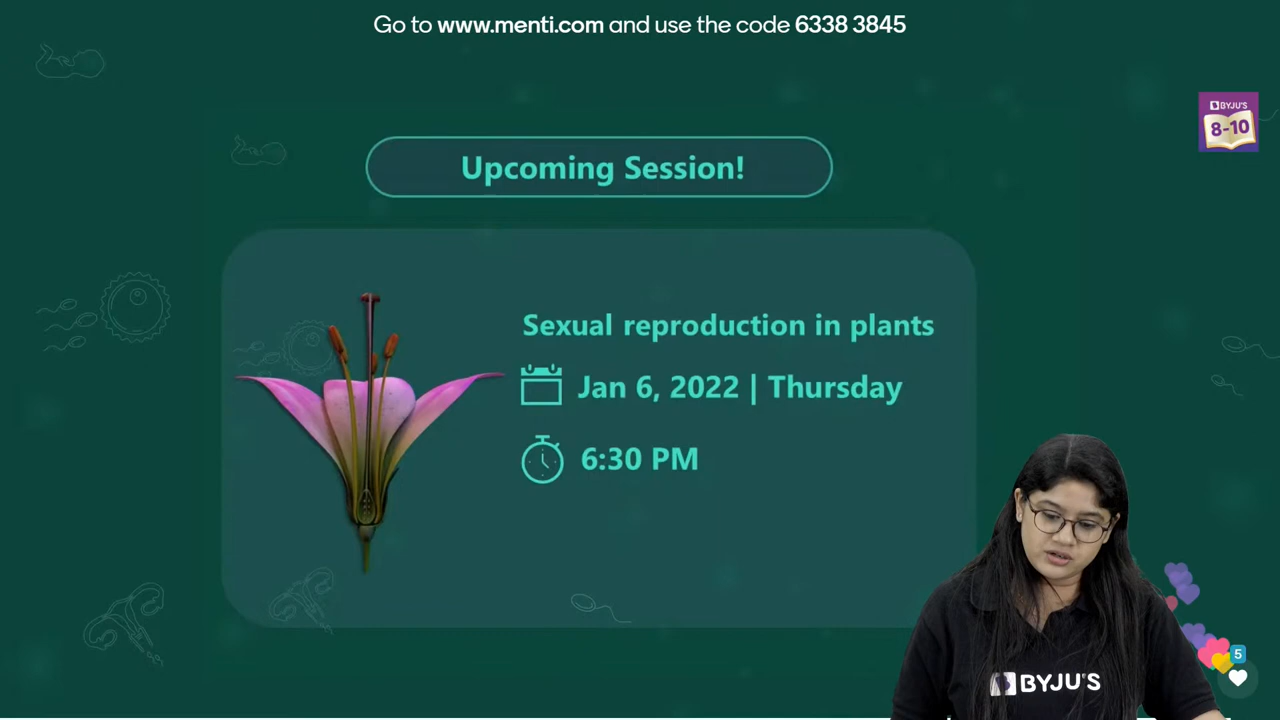 Go to www.menti.com and use the code 6338 3845
BYJU'S
8-10
Upcoming Session!
Sexual reproduction in plants
Jan 6, 2022 | Thursday
6:30 PM
5
BYJU'S